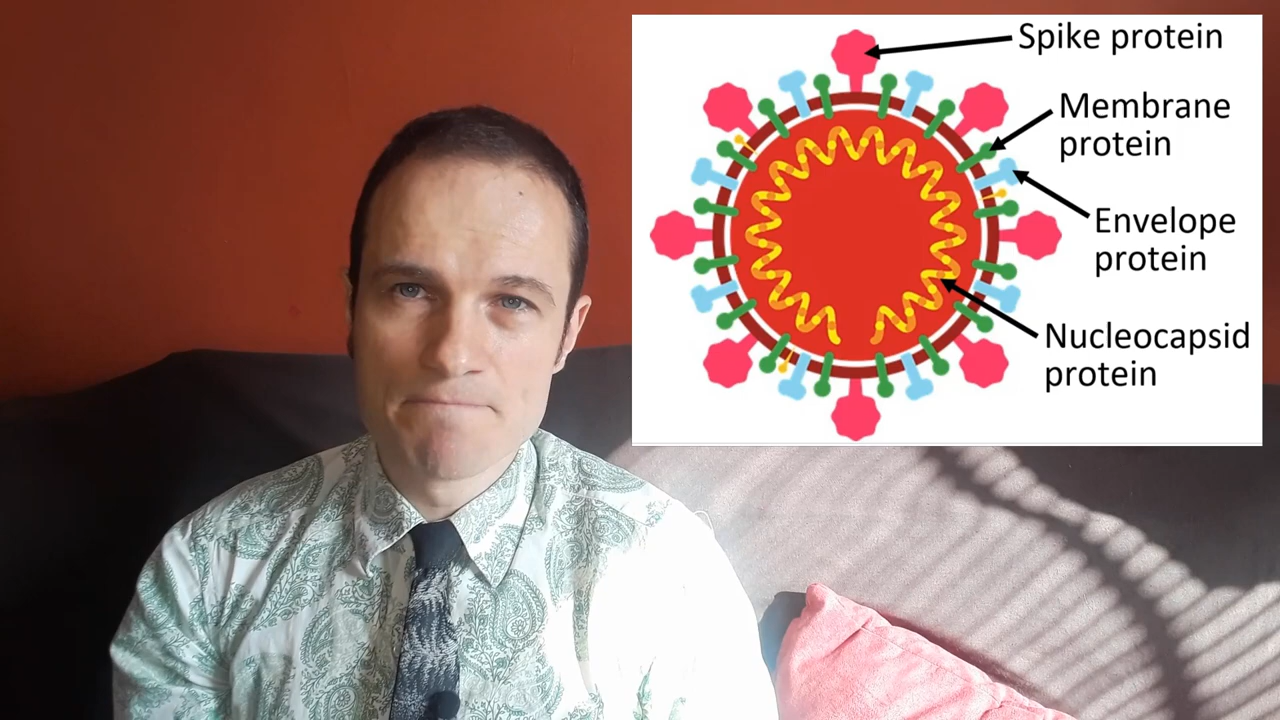 Spike protein
Membrane
protein
Envelope
protein
Nucleocapsid
protein